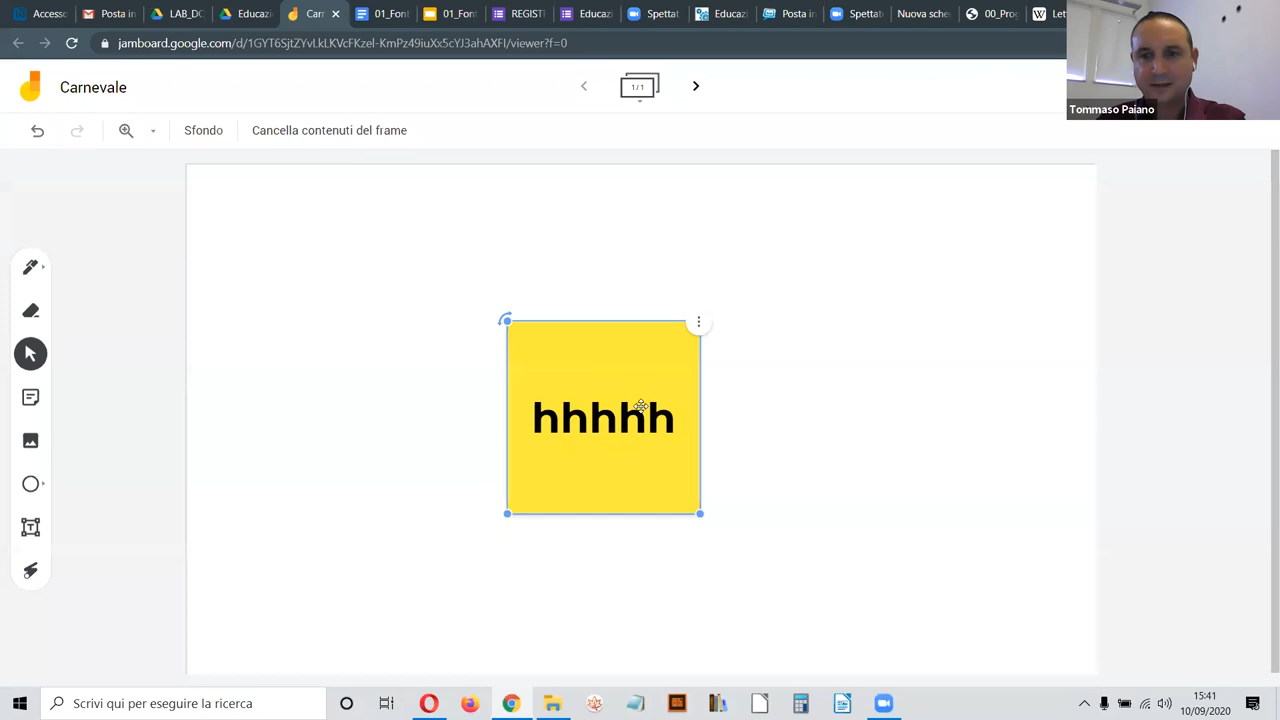 Accesso
Posta in
LAB_DC
Educazi
Carn
01_Font
01_Font
REGISTR
Educazi
Spettat
Educazi
Posta in
Spettat
Nuova sche
00_Prog
Let
jamboard.google.com/d/1GYT6SjtZYvLkLKVcFKzel-KmPz49iuXx5cYJ3ahAXFI/viewer?f=0
Tommaso Paiano
Carnevale
1/1
Sfondo
Cancella contenuti del frame
hhhhh
Scrivi qui per eseguire la ricerca
15:41
10/09/2020